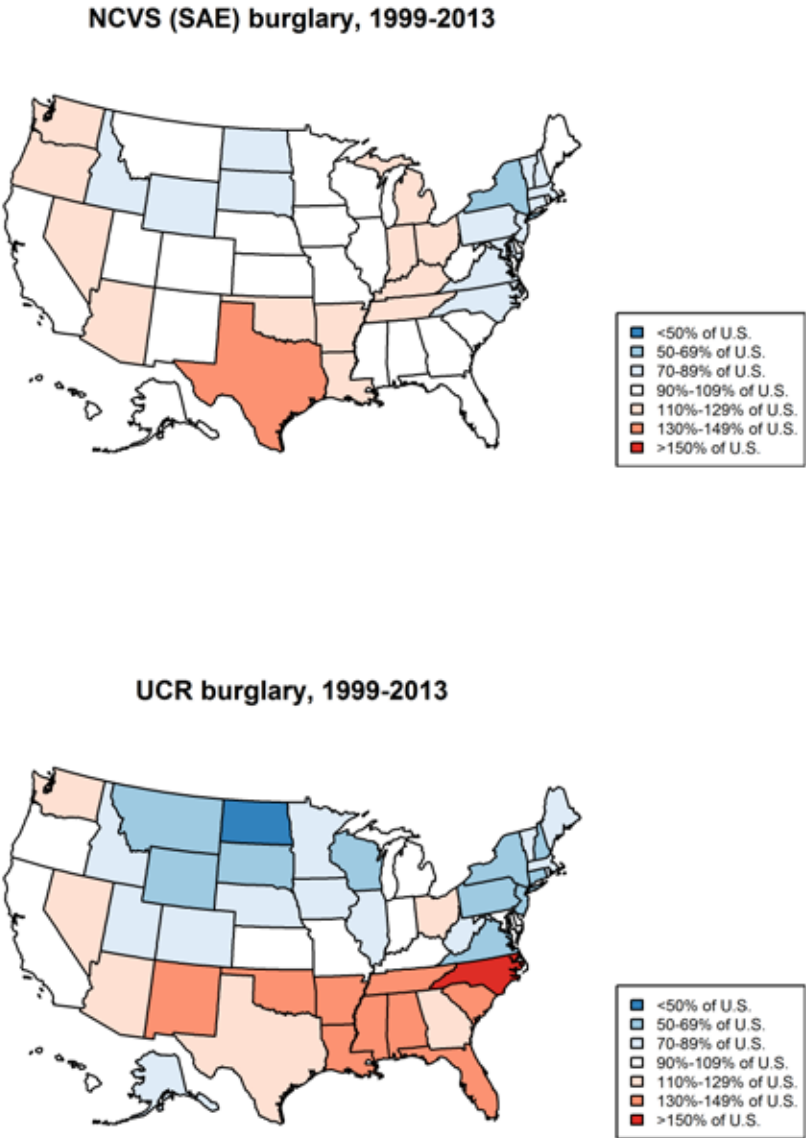 NCVS (SAE) burglary, 1999-2013
<50% of U.S.
50-69% of U.S.
70-89% of U.S.
90%-109% of U.S.
110%-129% of U.S.
130%-149% of U.S.
>150% of U.S.
UCR burglary, 1999-2013
<50% of U.S.
50-69% of U.S.
70-89% of U.S.
90%-109% of U.S.
110%-129% of U.S.
130%-149% of U.S.
>150% of U.S.